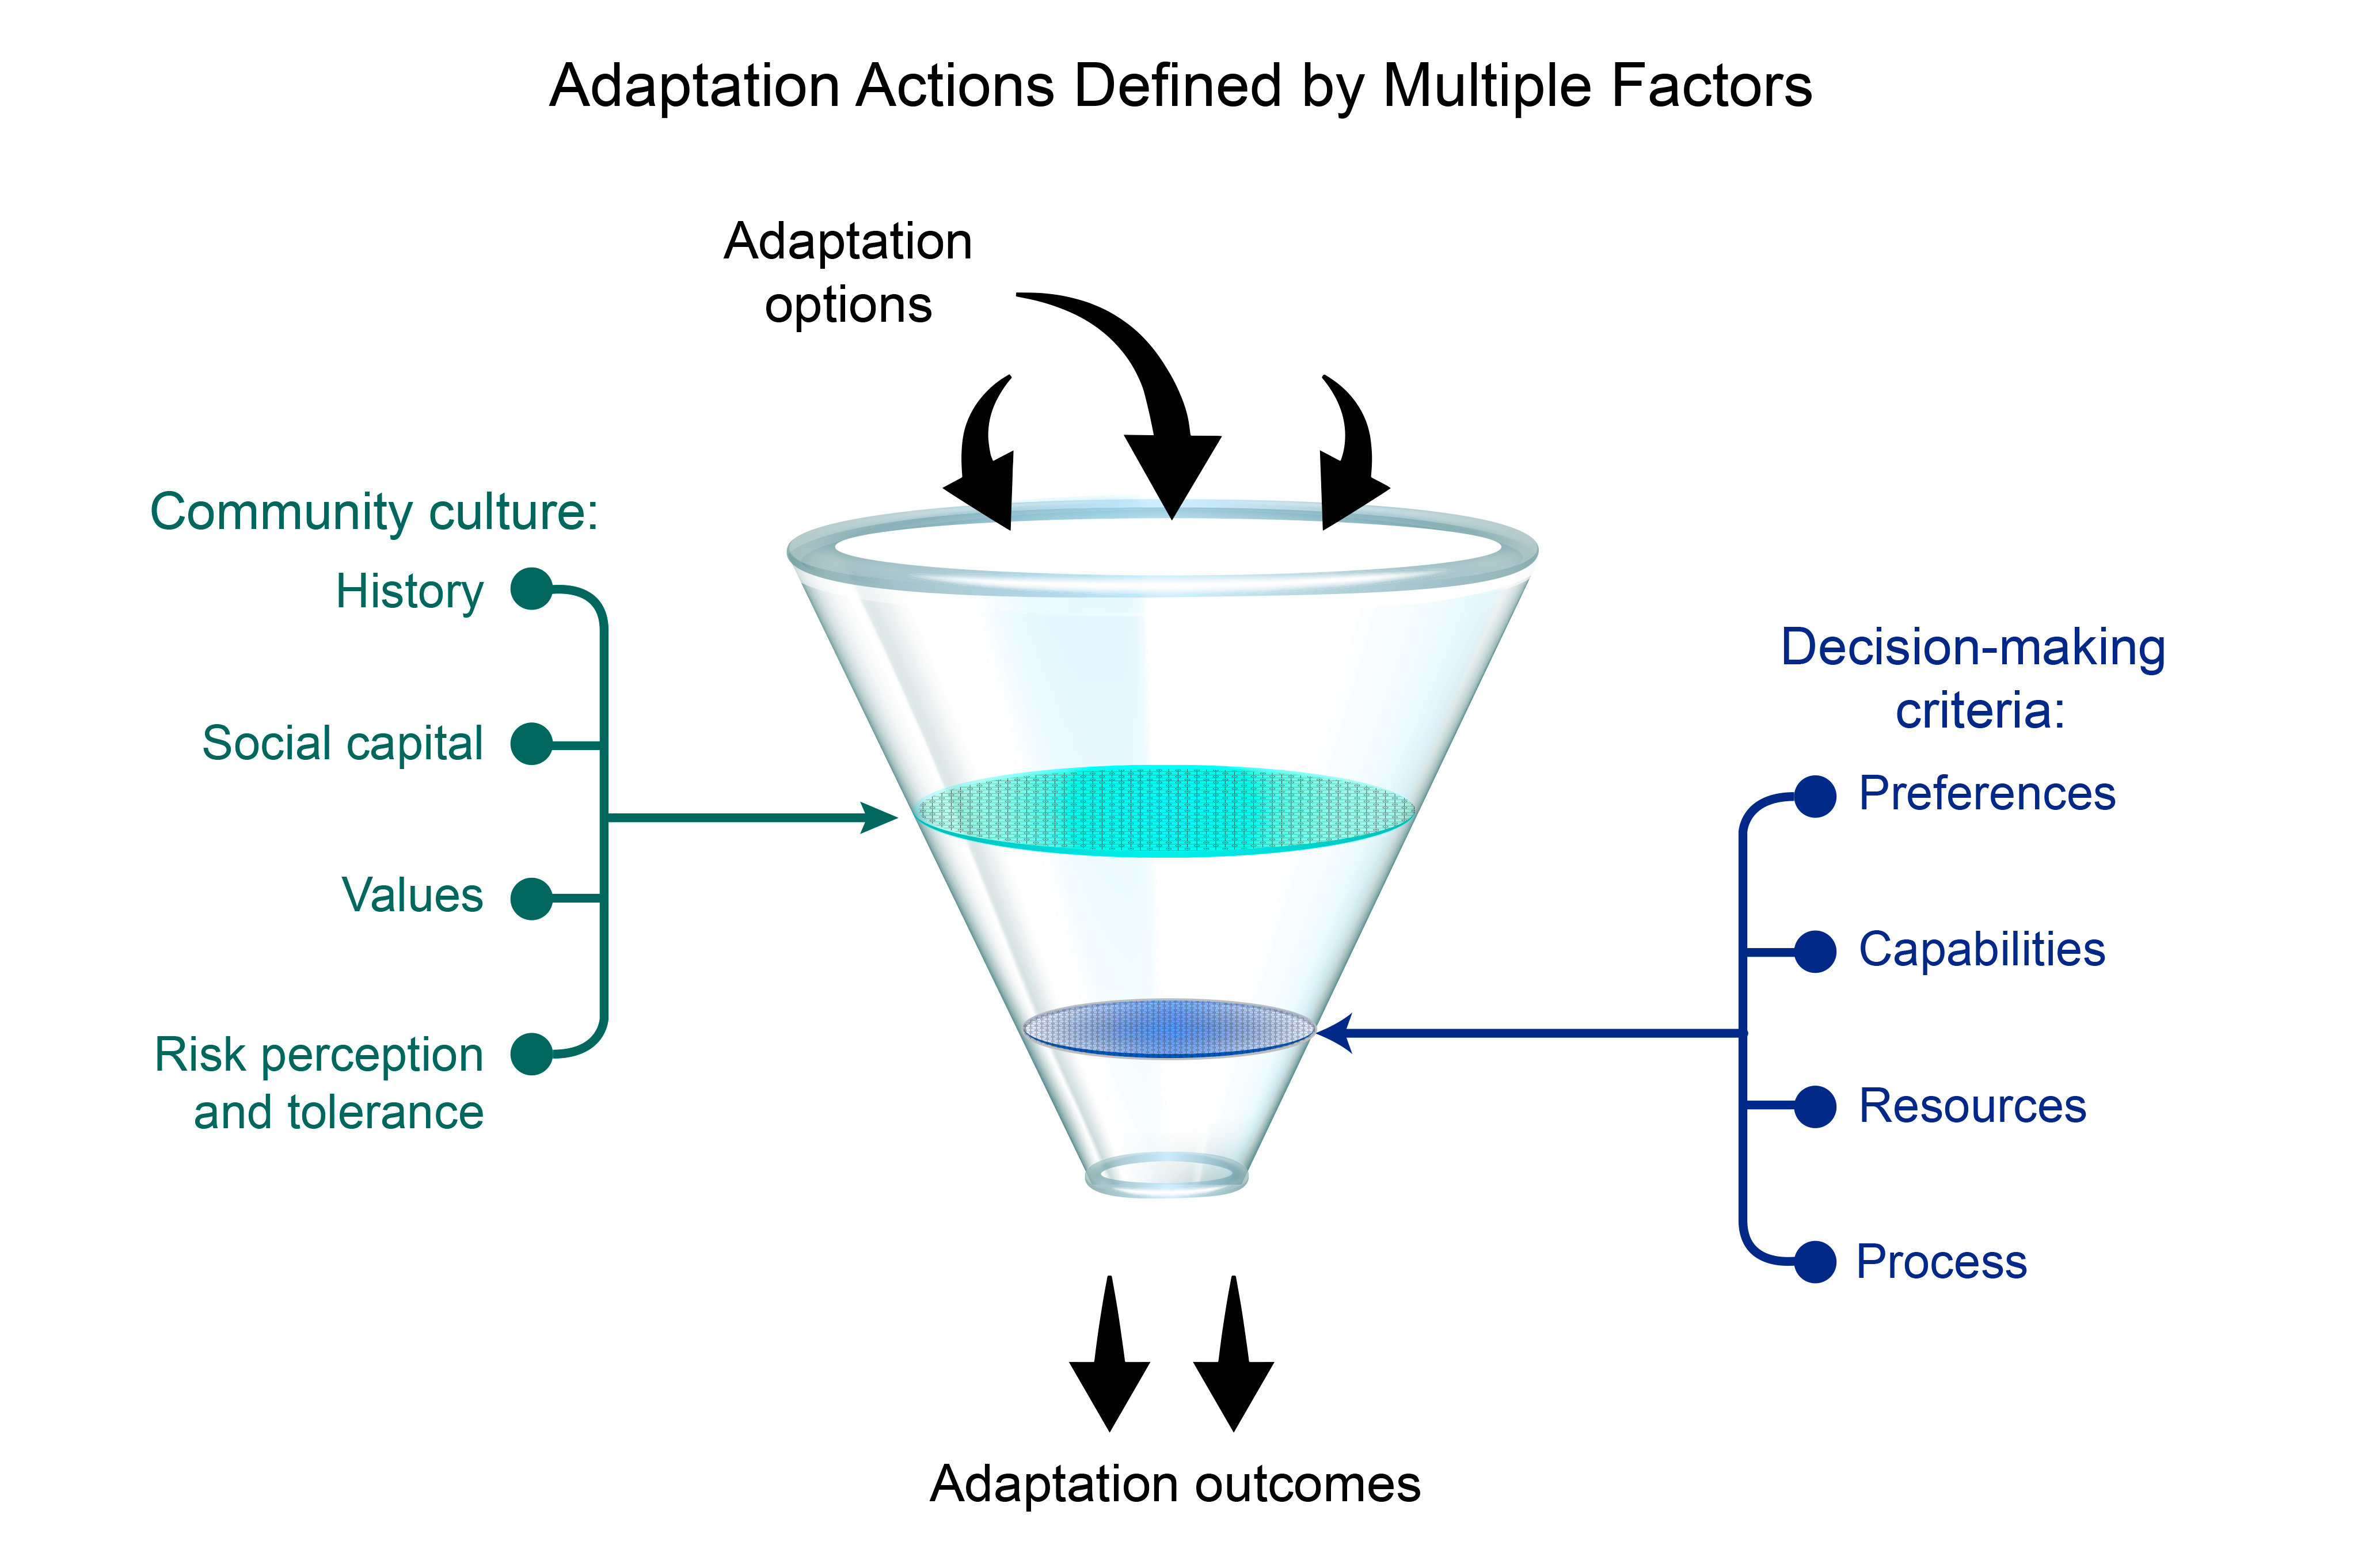 Adaptation Actions Defined by Multiple Factors
Adaptation
options
Community culture:
History
Social capital
Values
Risk perception
and tolerance
Decision-making
criteria:
Preferences
Capabilities
Resources
Process
Adaptation outcomes